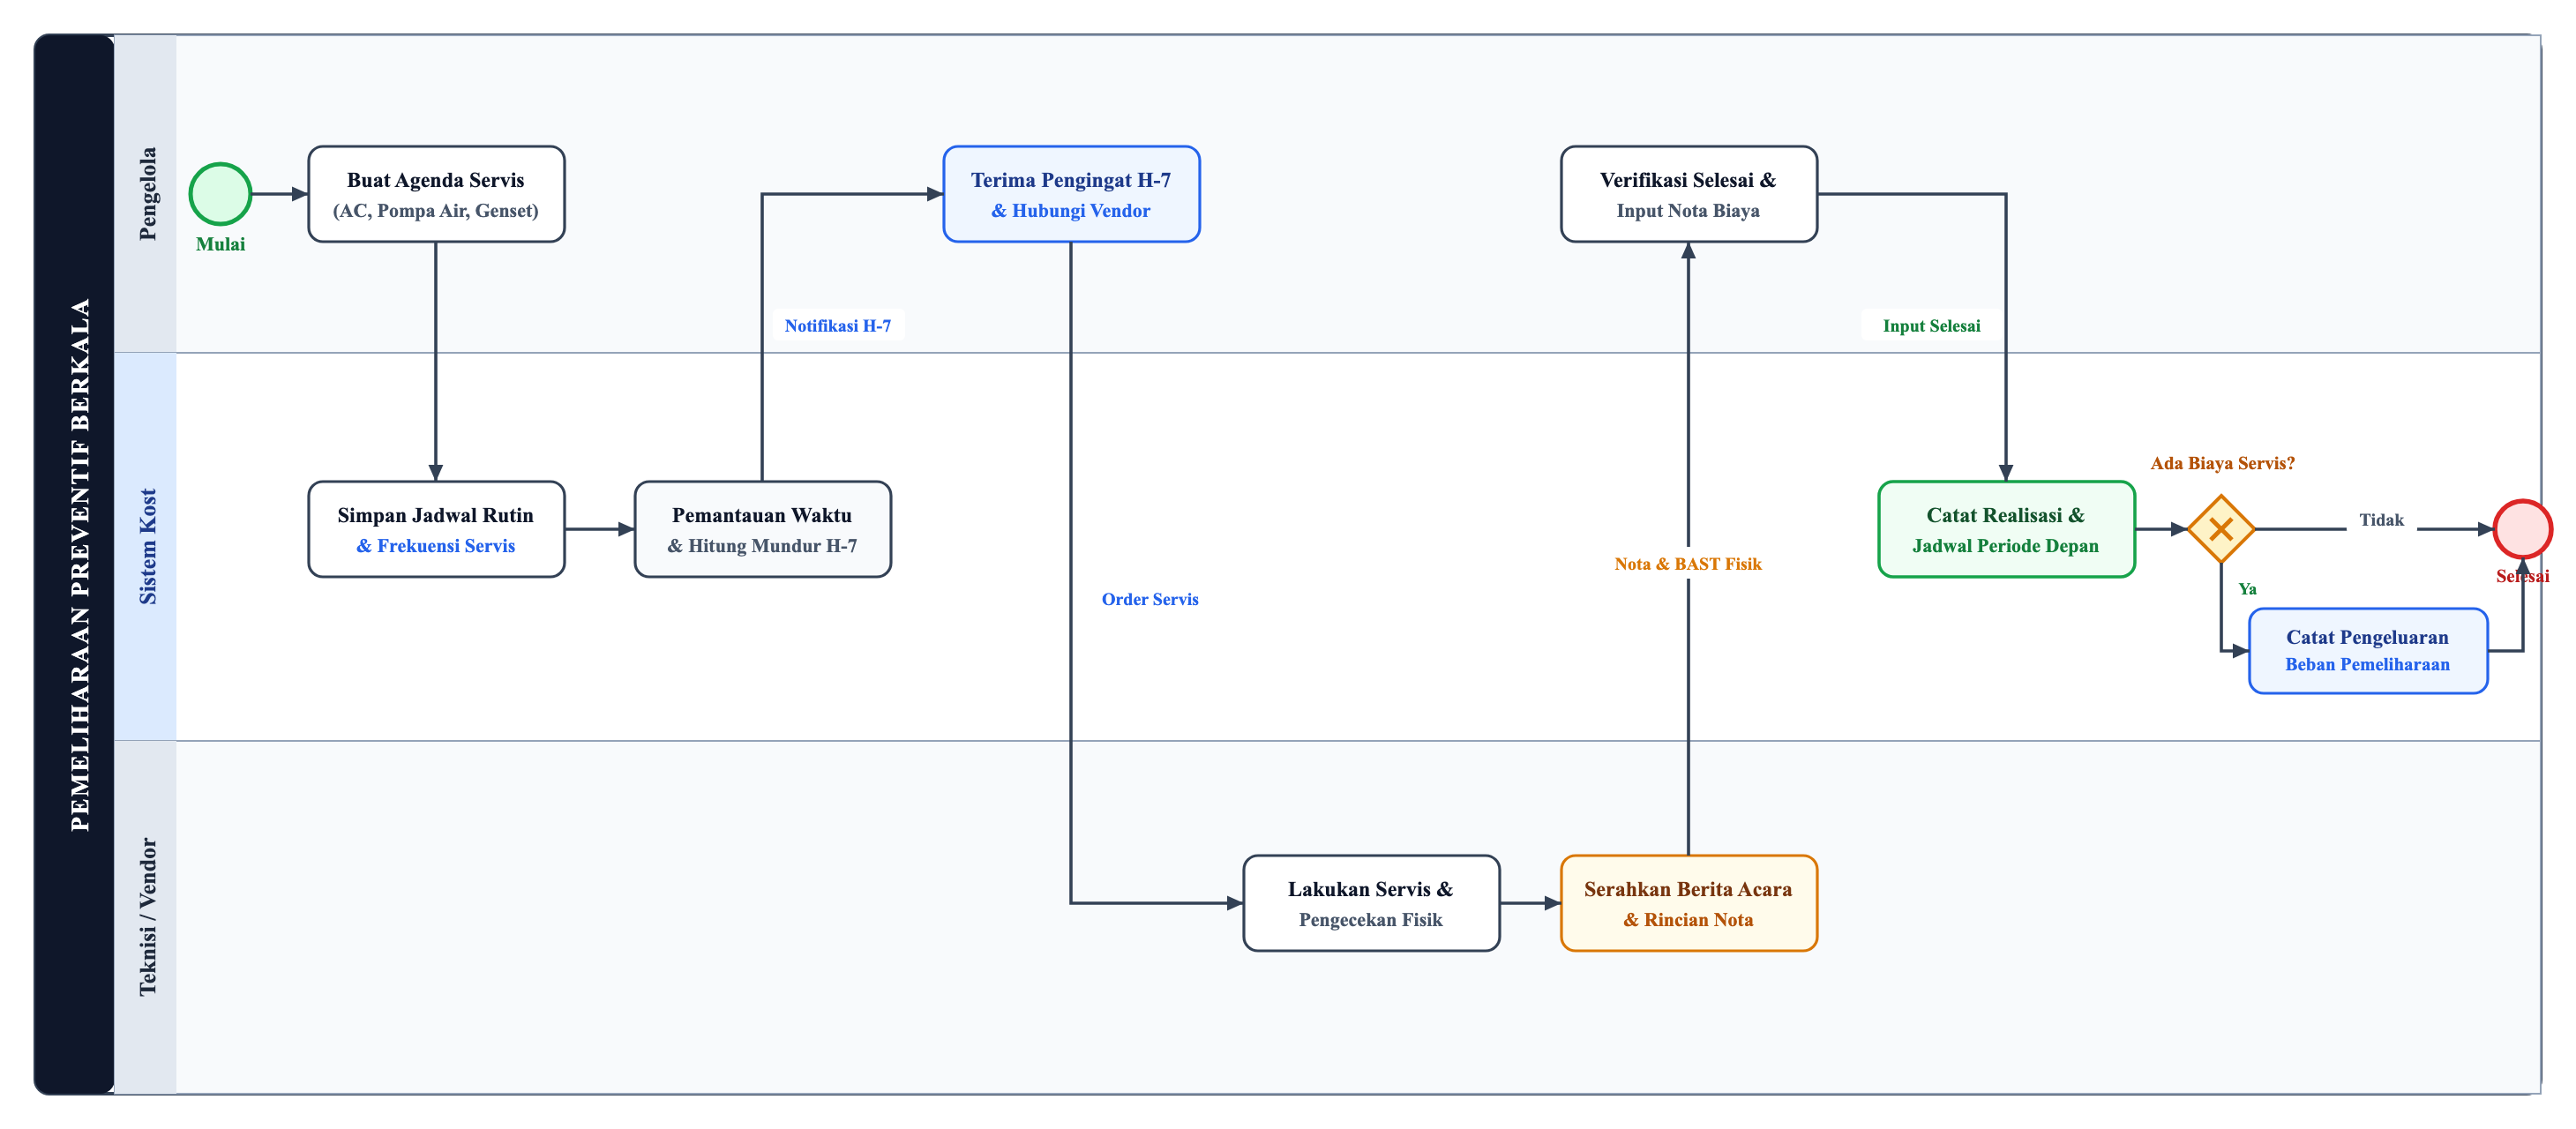 PEMELIHARAAN PREVENTIF BERKALA
Pengelola
Mulai
Buat Agenda Servis
(AC, Pompa Air, Genset)
Terima Pengingat H-7
& Hubungi Vendor
Verifikasi Selesai &
Input Nota Biaya
Notifikasi H-7
Input Selesai
Sistem Kost
Simpan Jadwal Rutin
& Frekuensi Servis
Pemantauan Waktu
& Hitung Mundur H-7
Order Servis
Nota & BAST Fisik
Catat Realisasi &
Jadwal Periode Depan
Ada Biaya Servis?
Tidak
Selesai
Ya
Catat Pengeluaran
Beban Pemeliharaan
Teknisi / Vendor
Lakukan Servis &
Pengecekan Fisik
Serahkan Berita Acara
& Rincian Nota